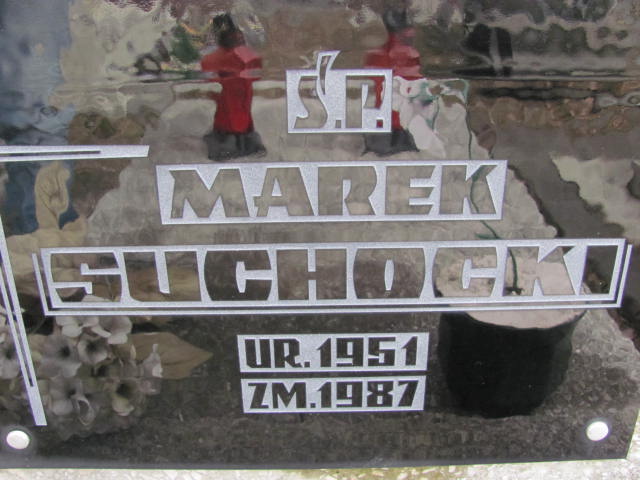 Ś.P.
MAREK
SUCHOCKI
UR.1951
ZM.1987